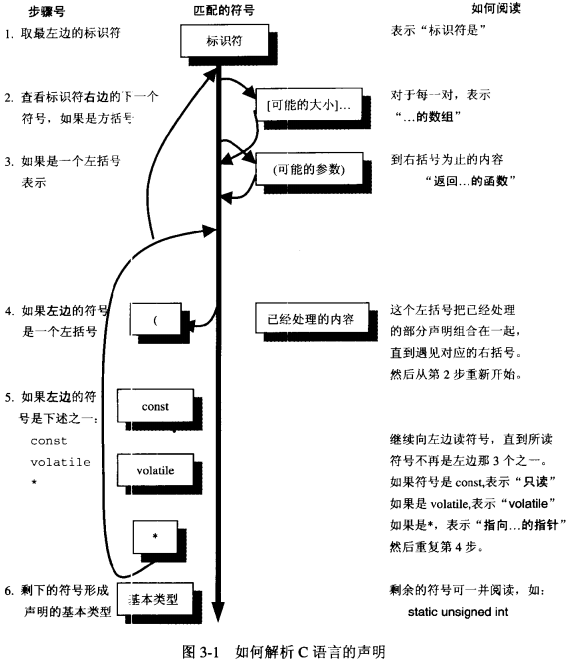 步骤号 匹配的符号 如何阅读
1. 取最左边的标识符 标识符 表示“标识符是”
2. 查看标识符右边的下一个
符号，如果是方括号
[可能的大小]…
对于每一对，表示
“…的数组”
3. 如果是一个左括号
表示
(可能的参数)
到右括号为止的内容
“返回…的函数”
4. 如果左边的符号
是一个左括号
(
已经处理的内容
这个左括号把已经处理
的部分声明组合在一起，
直到遇见对应的右括号。
然后从第 2 步重新开始。
5. 如果左边的符
号是下述之一：
const
volatile
*
const
volatile
*
继续向左边读符号，直到所读
符号不再是左边那 3 个之一。
如果符号是 const,表示“只读”
如果是 volatile,表示“volatile”
如果是*，表示“指向…的指针”
然后重复第 4 步。
6. 剩下的符号形成
声明的基本类型
基本类型
剩余的符号可一并阅读，如：
static unsigned int
图 3-1 如何解析 C 语言的声明